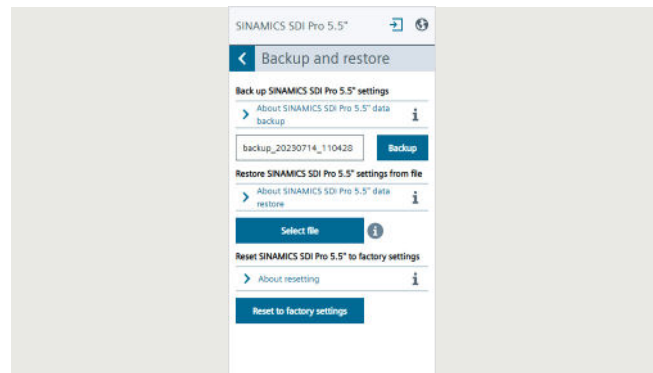 SINAMICS SDI Pro 5.5"
Backup and restore
Back up SINAMICS SDI Pro 5.5" settings
About SINAMICS SDI Pro 5.5" data
backup
backup_20230714_110428
Backup
Restore SINAMICS SDI Pro 5.5" settings from file
About SINAMICS SDI Pro 5.5" data
restore
Select file
Reset SINAMICS SDI Pro 5.5" to factory settings
About resetting
Reset to factory settings